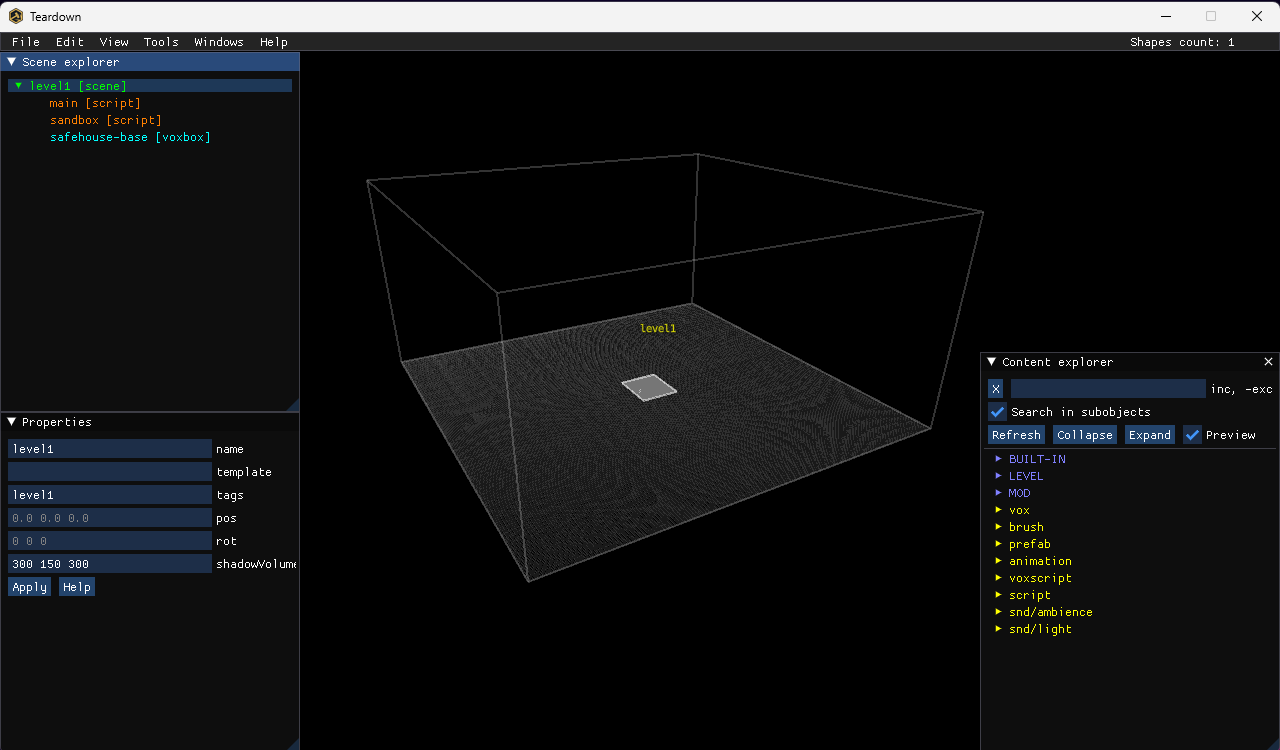 Teardown
File Edit View Tools Windows Help Shapes count: 1
Scene explorer
level1 [scene]
main [script]
sandbox [script]
safehouse-base [voxbox]
level1
Properties
level1 name
template
level1 tags
0.0 0.0 0.0 pos
0 0 0 rot
300 150 300 shadowVolume
Apply Help
Content explorer
X inc, -exc
Search in subobjects
Refresh Collapse Expand Preview
BUILT-IN
LEVEL
MOD
vox
brush
prefab
animation
voxscript
script
snd/ambience
snd/light